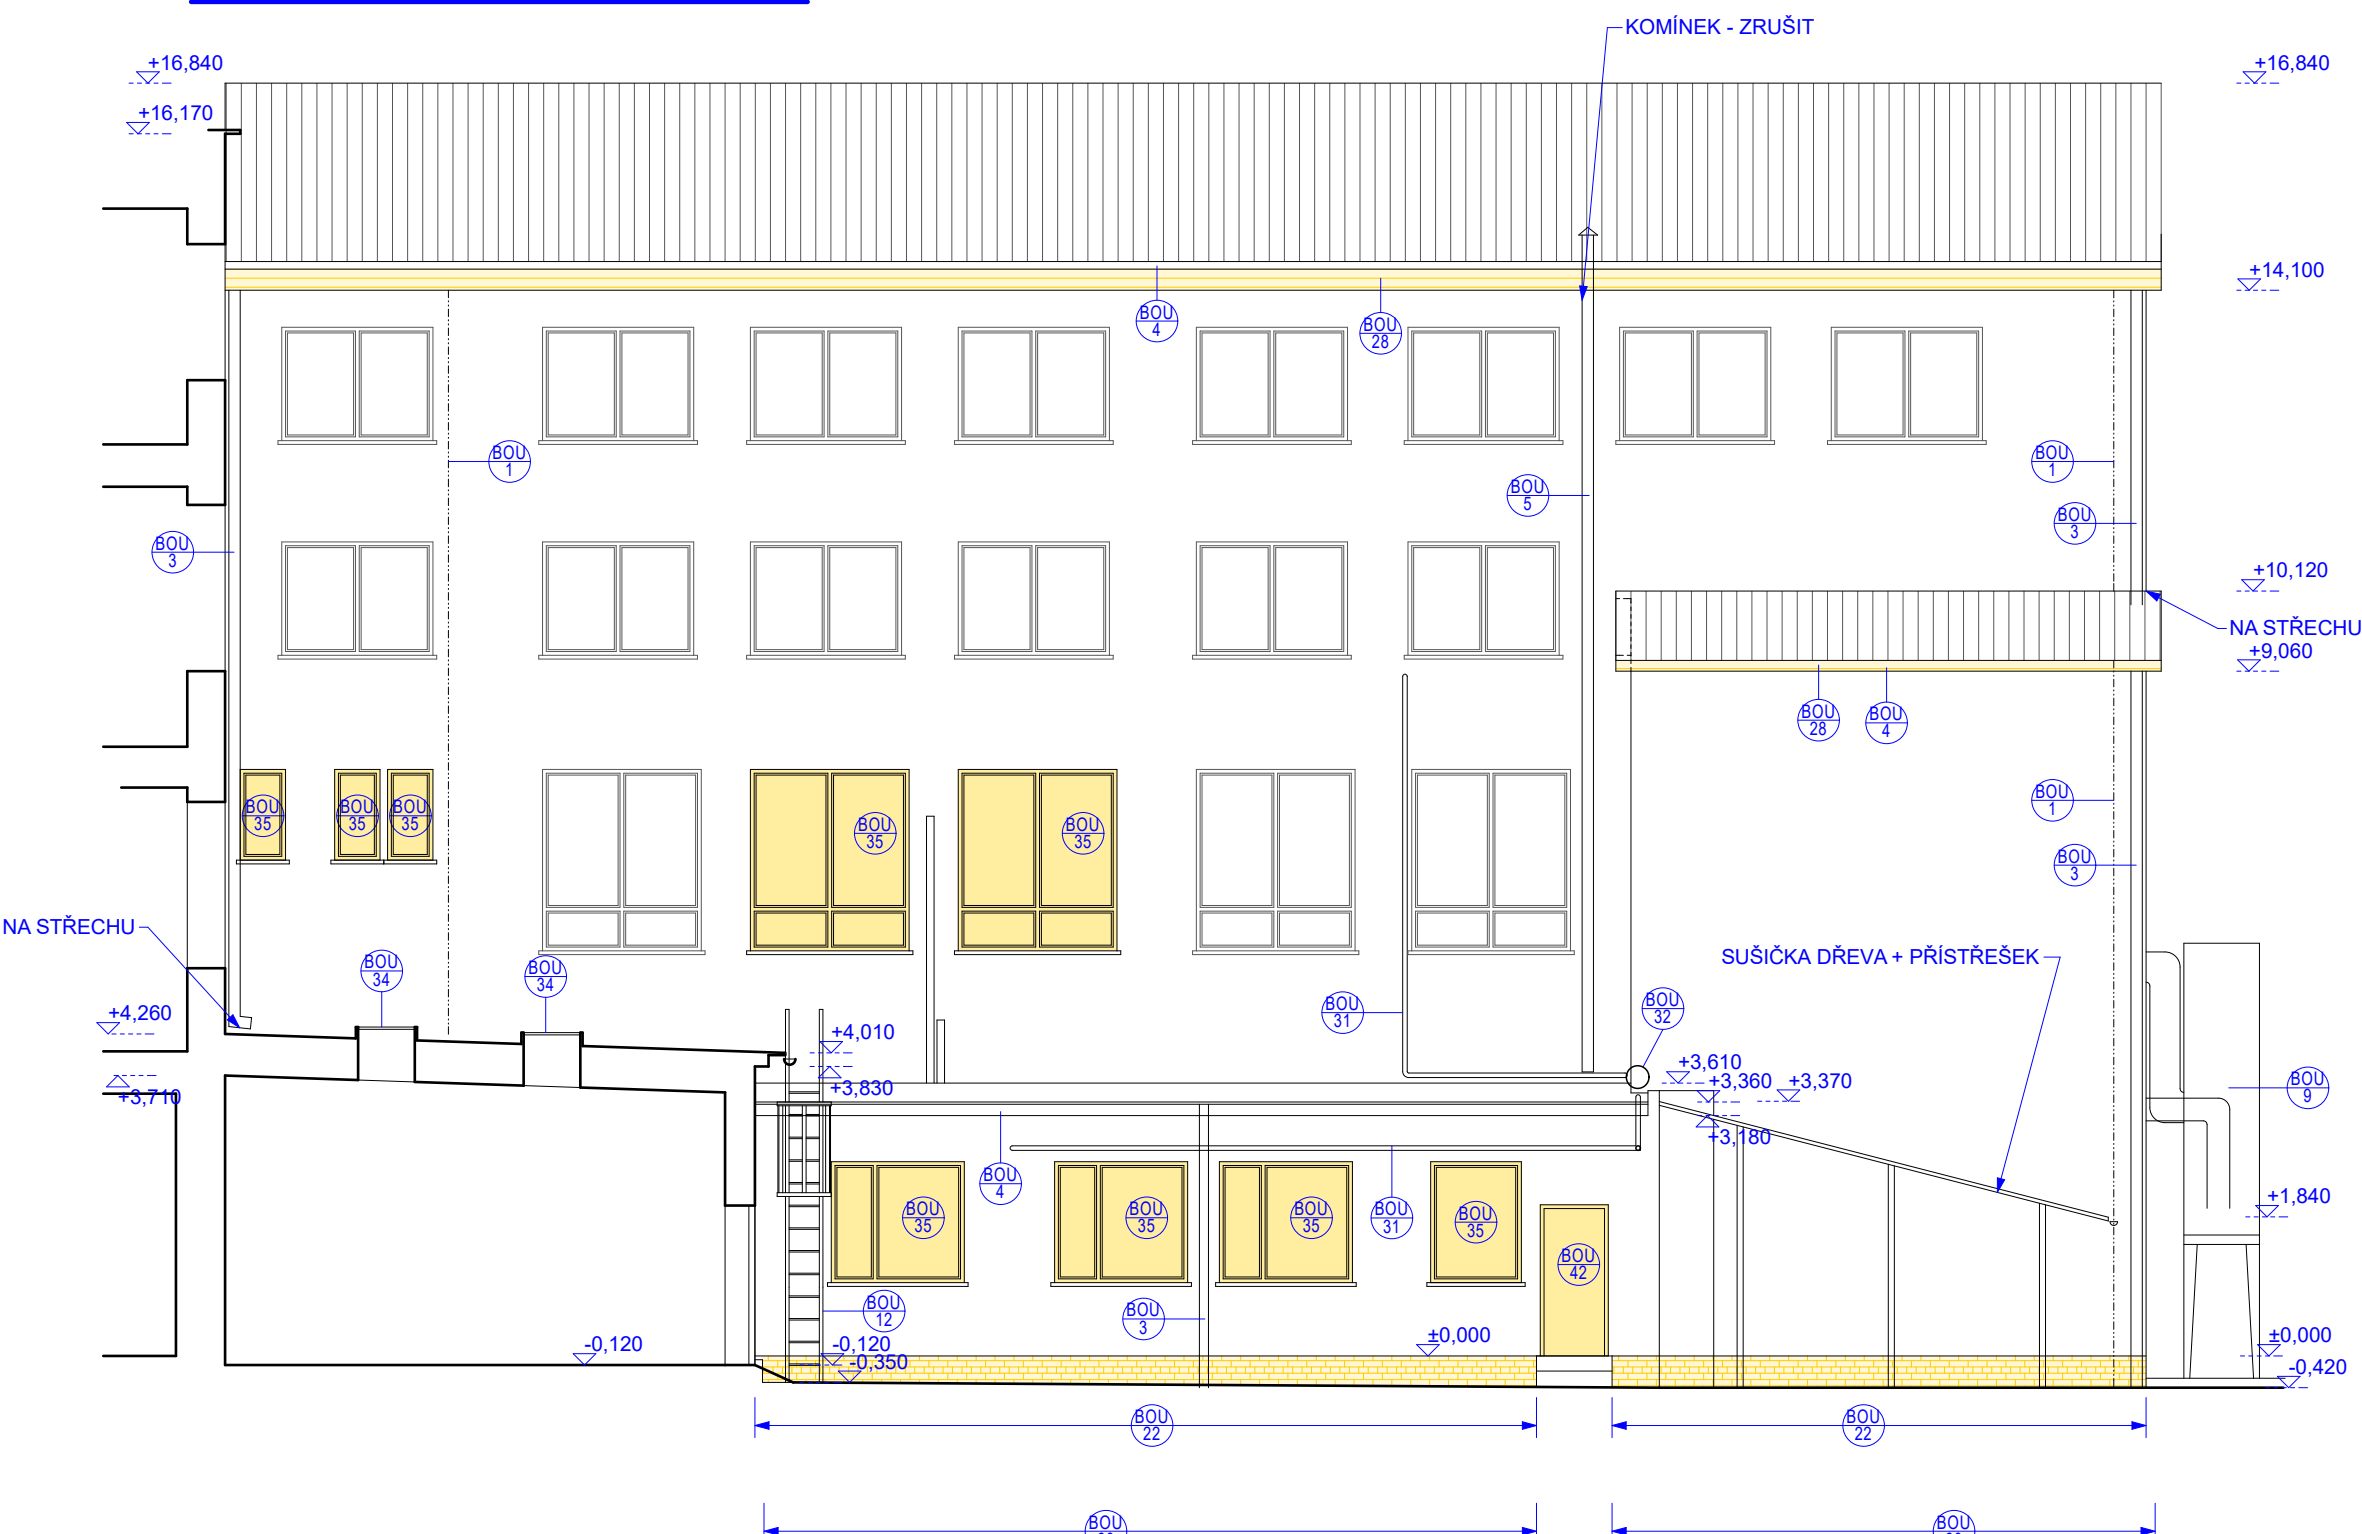 KOMÍNEK - ZRUŠIT
+16,840
+16,840
+16,170
+14,100
BOU
4
BOU
28
BOU
1
BOU
1
BOU
5
BOU
3
BOU
3
+10,120
NA STŘECHU
+9,060
BOU
28
BOU
4
BOU
35
BOU
35
BOU
35
BOU
35
BOU
35
BOU
1
BOU
3
NA STŘECHU
SUŠIČKA DŘEVA + PŘÍSTŘEŠEK
BOU
34
BOU
34
BOU
31
BOU
32
+4,260
+4,010
+3,610
+3,710
+3,830
+3,360
+3,370
+3,180
BOU
9
BOU
4
BOU
35
BOU
35
BOU
35
BOU
31
BOU
35
+1,840
BOU
42
BOU
12
BOU
3
-0,120
-0,120
-0,350
±0,000
±0,000
-0,420
BOU
22
BOU
22
BOU
BOU